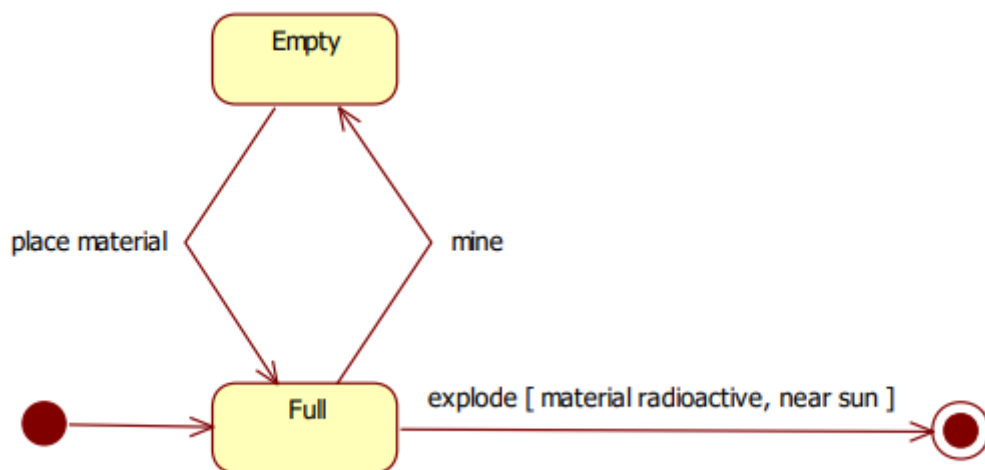 Empty
place material
mine
Full
explode [ material radioactive, near sun ]